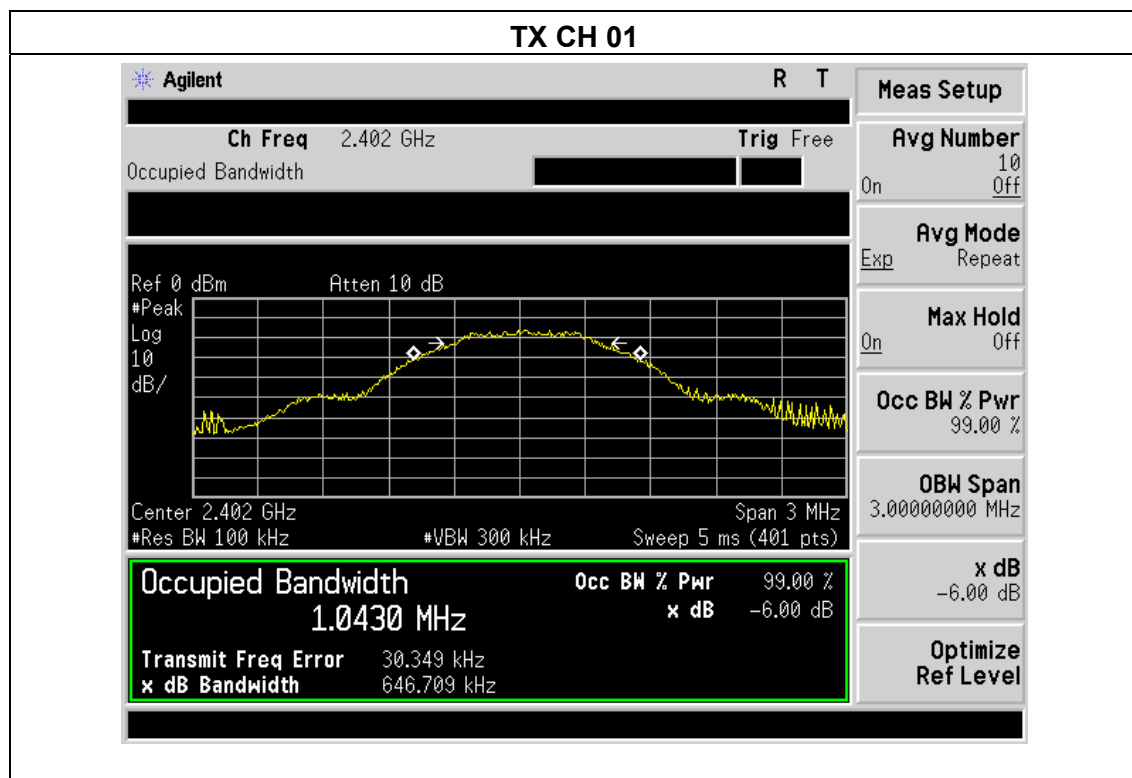 TX CH 01
Agilent R T
Ch Freq 2.402 GHz Trig Free
Occupied Bandwidth
Ref 0 dBm Atten 10 dB
#Peak
Log
10
dB/
Center 2.402 GHz Span 3 MHz
#Res BW 100 kHz #VBW 300 kHz Sweep 5 ms (401 pts)
Occupied Bandwidth Occ BW % Pwr 99.00 %
1.0430 MHz x dB -6.00 dB
Transmit Freq Error 30.349 kHz
x dB Bandwidth 646.709 kHz
Meas Setup
Avg Number
10
On Off
Avg Mode
Exp Repeat
Max Hold
On Off
Occ BW % Pwr
99.00 %
OBW Span
3.00000000 MHz
x dB
-6.00 dB
Optimize
Ref Level